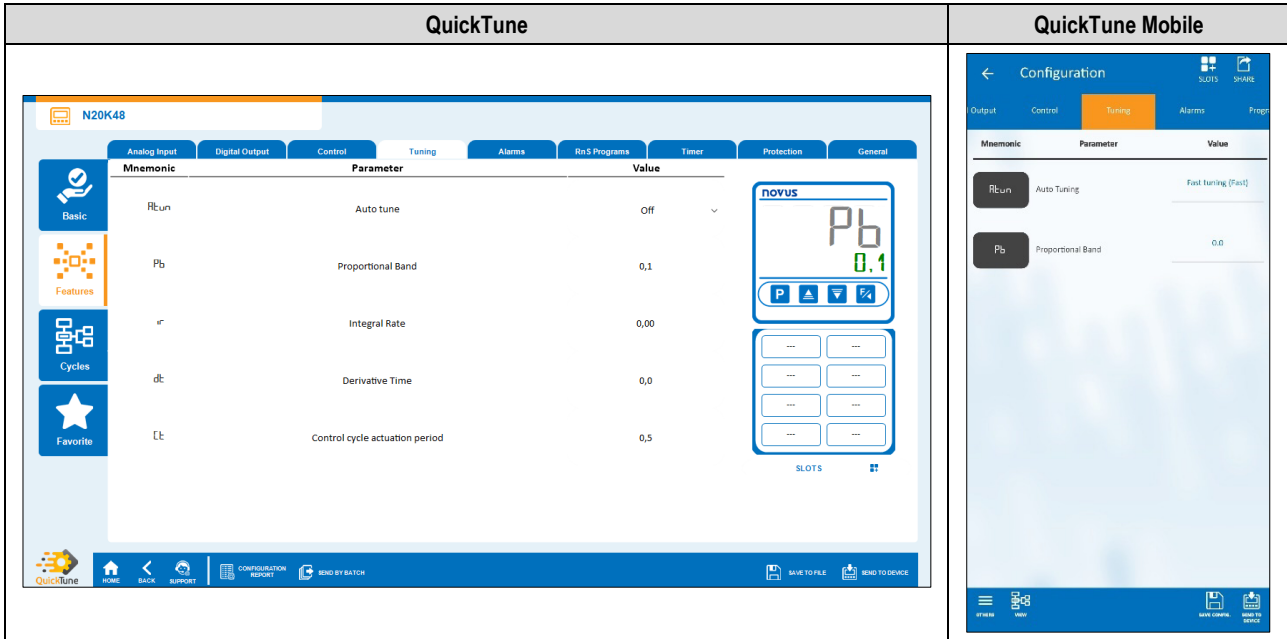 QuickTune
QuickTune Mobile
N20K48
Analog Input Digital Output Control Tuning Alarms RnS Programs Timer Protection General
Mnemonic Parameter Value
Basic
Features
Cycles
Favorite
Atun Auto tune Off
Pb Proportional Band 0,1
ir Integral Rate 0,00
dt Derivative Time 0,0
Ct Control cycle actuation period 0,5
novus
Pb
0,1
P F/
---
---
---
---
---
---
---
---
SLOTS
QuickTune
HOME BACK SUPPORT CONFIGURATION REPORT SEND BY BATCH SAVE TO FILE SEND TO DEVICE
Configuration SLOTS SHARE
l Output Control Tuning Alarms Progr
Mnemonic Parameter Value
Atun Auto Tuning Fast tuning (Fast)
Pb Proportional Band 0.0
OTHERS VIEW SAVE CONFIG. SEND TO DEVICE